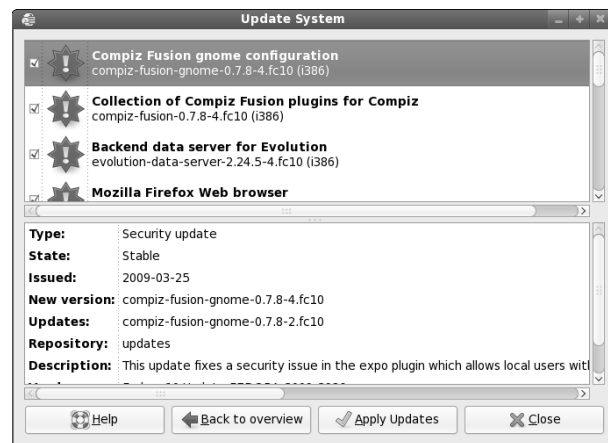 Update System
Compiz Fusion gnome configuration
compiz-fusion-gnome-0.7.8-4.fc10 (i386)
Collection of Compiz Fusion plugins for Compiz
compiz-fusion-0.7.8-4.fc10 (i386)
Backend data server for Evolution
evolution-data-server-2.24.5-4.fc10 (i386)
Mozilla Firefox Web browser
Type: Security update
State: Stable
Issued: 2009-03-25
New version: compiz-fusion-gnome-0.7.8-4.fc10
Updates: compiz-fusion-gnome-0.7.8-2.fc10
Repository: updates
Description: This update fixes a security issue in the expo plugin which allows local users with
Help Back to overview Apply Updates Close